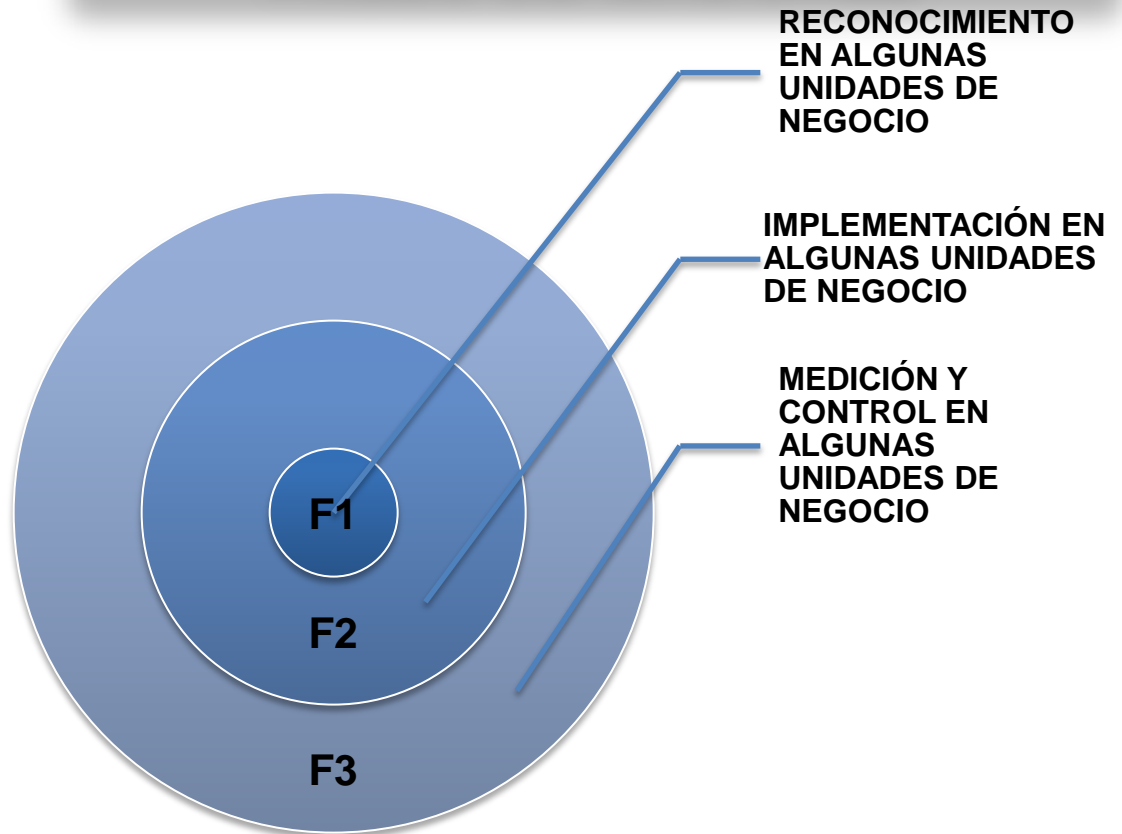 RECONOCIMIENTO
EN ALGUNAS
UNIDADES DE
NEGOCIO
IMPLEMENTACIÓN EN
ALGUNAS UNIDADES
DE NEGOCIO
MEDICIÓN Y
CONTROL EN
ALGUNAS
UNIDADES DE
NEGOCIO
F1
F2
F3